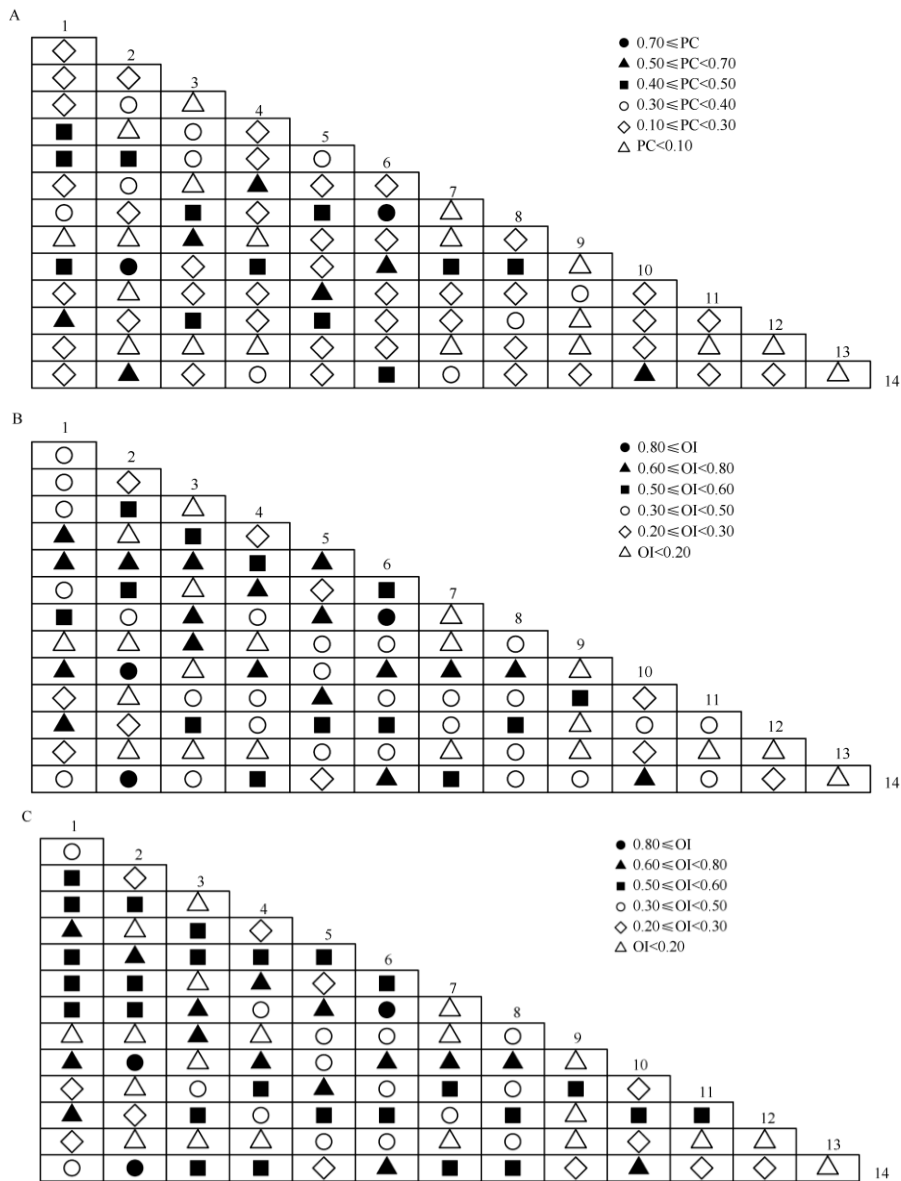 A
1
2
3
4
5
6
7
8
9
10
11
12
13
14
● 0.70≤PC
▲ 0.50≤PC<0.70
■ 0.40≤PC<0.50
○ 0.30≤PC<0.40
◇ 0.10≤PC<0.30
△ PC<0.10
B
1
2
3
4
5
6
7
8
9
10
11
12
13
14
● 0.80≤OI
▲ 0.60≤OI<0.80
■ 0.50≤OI<0.60
○ 0.30≤OI<0.50
◇ 0.20≤OI<0.30
△ OI<0.20
C
1
2
3
4
5
6
7
8
9
10
11
12
13
14
● 0.80≤OI
▲ 0.60≤OI<0.80
■ 0.50≤OI<0.60
○ 0.30≤OI<0.50
◇ 0.20≤OI<0.30
△ OI<0.20